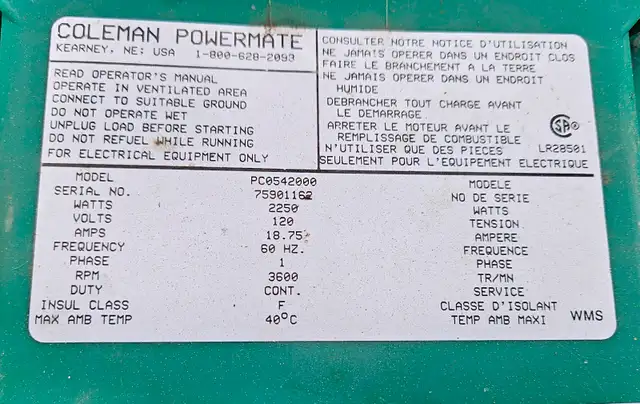 COLEMAN POWERMATE
KEARNEY, NE: USA 1-800-628-2093
READ OPERATOR'S MANUAL
OPERATE IN VENTILATED AREA
CONNECT TO SUITABLE GROUND
DO NOT OPERATE WET
UNPLUG LOAD BEFORE STARTING
DO NOT REFUEL WHILE RUNNING
FOR ELECTRICAL EQUIPMENT ONLY
CONSULTER NOTRE NOTICE D'UTILISATION
NE JAMAIS OPERER DANS UN ENDROIT CLOS
FAIRE LE BRANCHEMENT A LA TERRE
NE JAMAIS OPERER DANS UN ENDROIT
HUMIDE
DEBRANCHER TOUT CHARGE AVANT
LE DEMARRAGE
ARRETER LE MOTEUR AVANT LE
REMPLISSAGE DE COMBUSTIBLE
N'UTILISER QUE DES PIECES
SEULEMENT POUR L'EQUIPEMENT ELECTRIQUE
SA ®
LR28501
MODEL PC0542000 MODELE
SERIAL NO. 75901162 NO DE SERIE
WATTS 2250 WATTS
VOLTS 120 TENSION
AMPS 18.75 AMPERE
FREQUENCY 60 HZ. FREQUENCE
PHASE 1 PHASE
RPM 3600 TR/MN
DUTY CONT. SERVICE
INSUL CLASS F CLASSE D'ISOLANT
MAX AMB TEMP 40°C TEMP AMB MAXI WMS